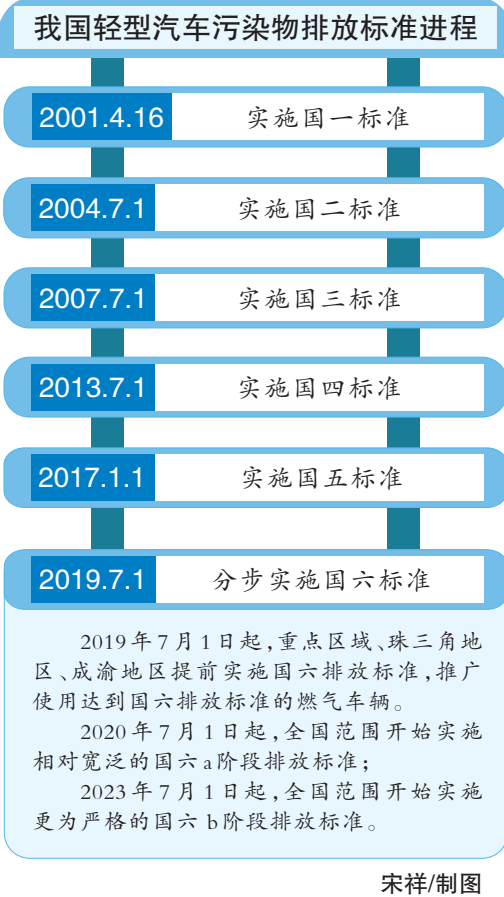 我国轻型汽车污染物排放标准进程
2001.4.16 实施国一标准
2004.7.1 实施国二标准
2007.7.1 实施国三标准
2013.7.1 实施国四标准
2017.1.1 实施国五标准
2019.7.1 分步实施国六标准
2019年7月1日起,重点区域、珠三角地
区、成渝地区提前实施国六排放标准,推广
使用达到国六排放标准的燃气车辆。
2020年7月1日起,全国范围开始实施
相对宽泛的国六a阶段排放标准;
2023年7月1日起,全国范围开始实施
更为严格的国六b阶段排放标准。
宋祥/制图